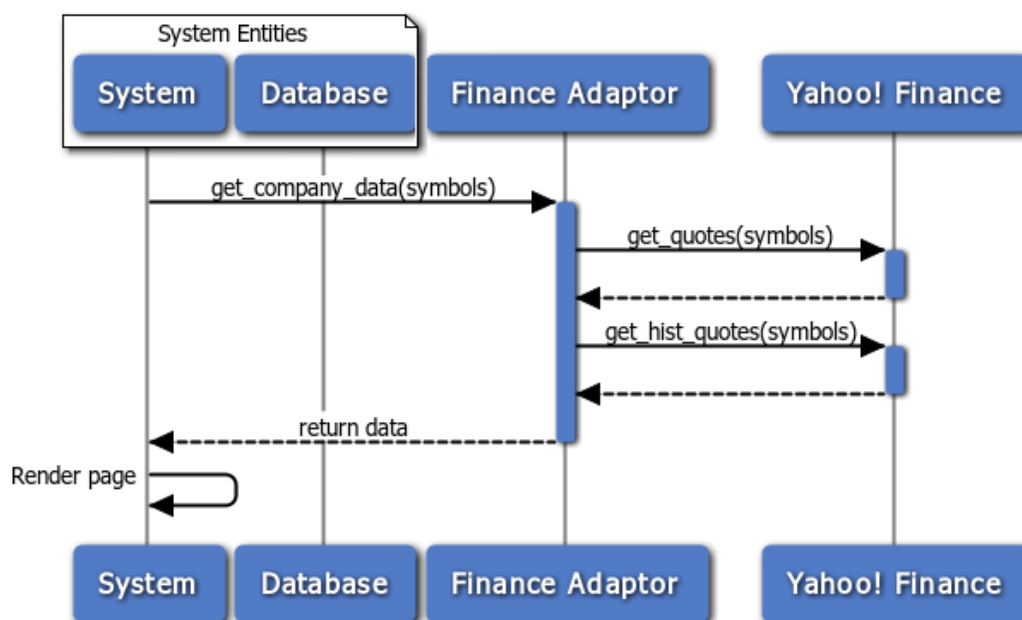 System Entities
System
Database
Finance Adaptor
Yahoo! Finance
get_company_data(symbols)
get_quotes(symbols)
get_hist_quotes(symbols)
return data
Render page
System
Database
Finance Adaptor
Yahoo! Finance